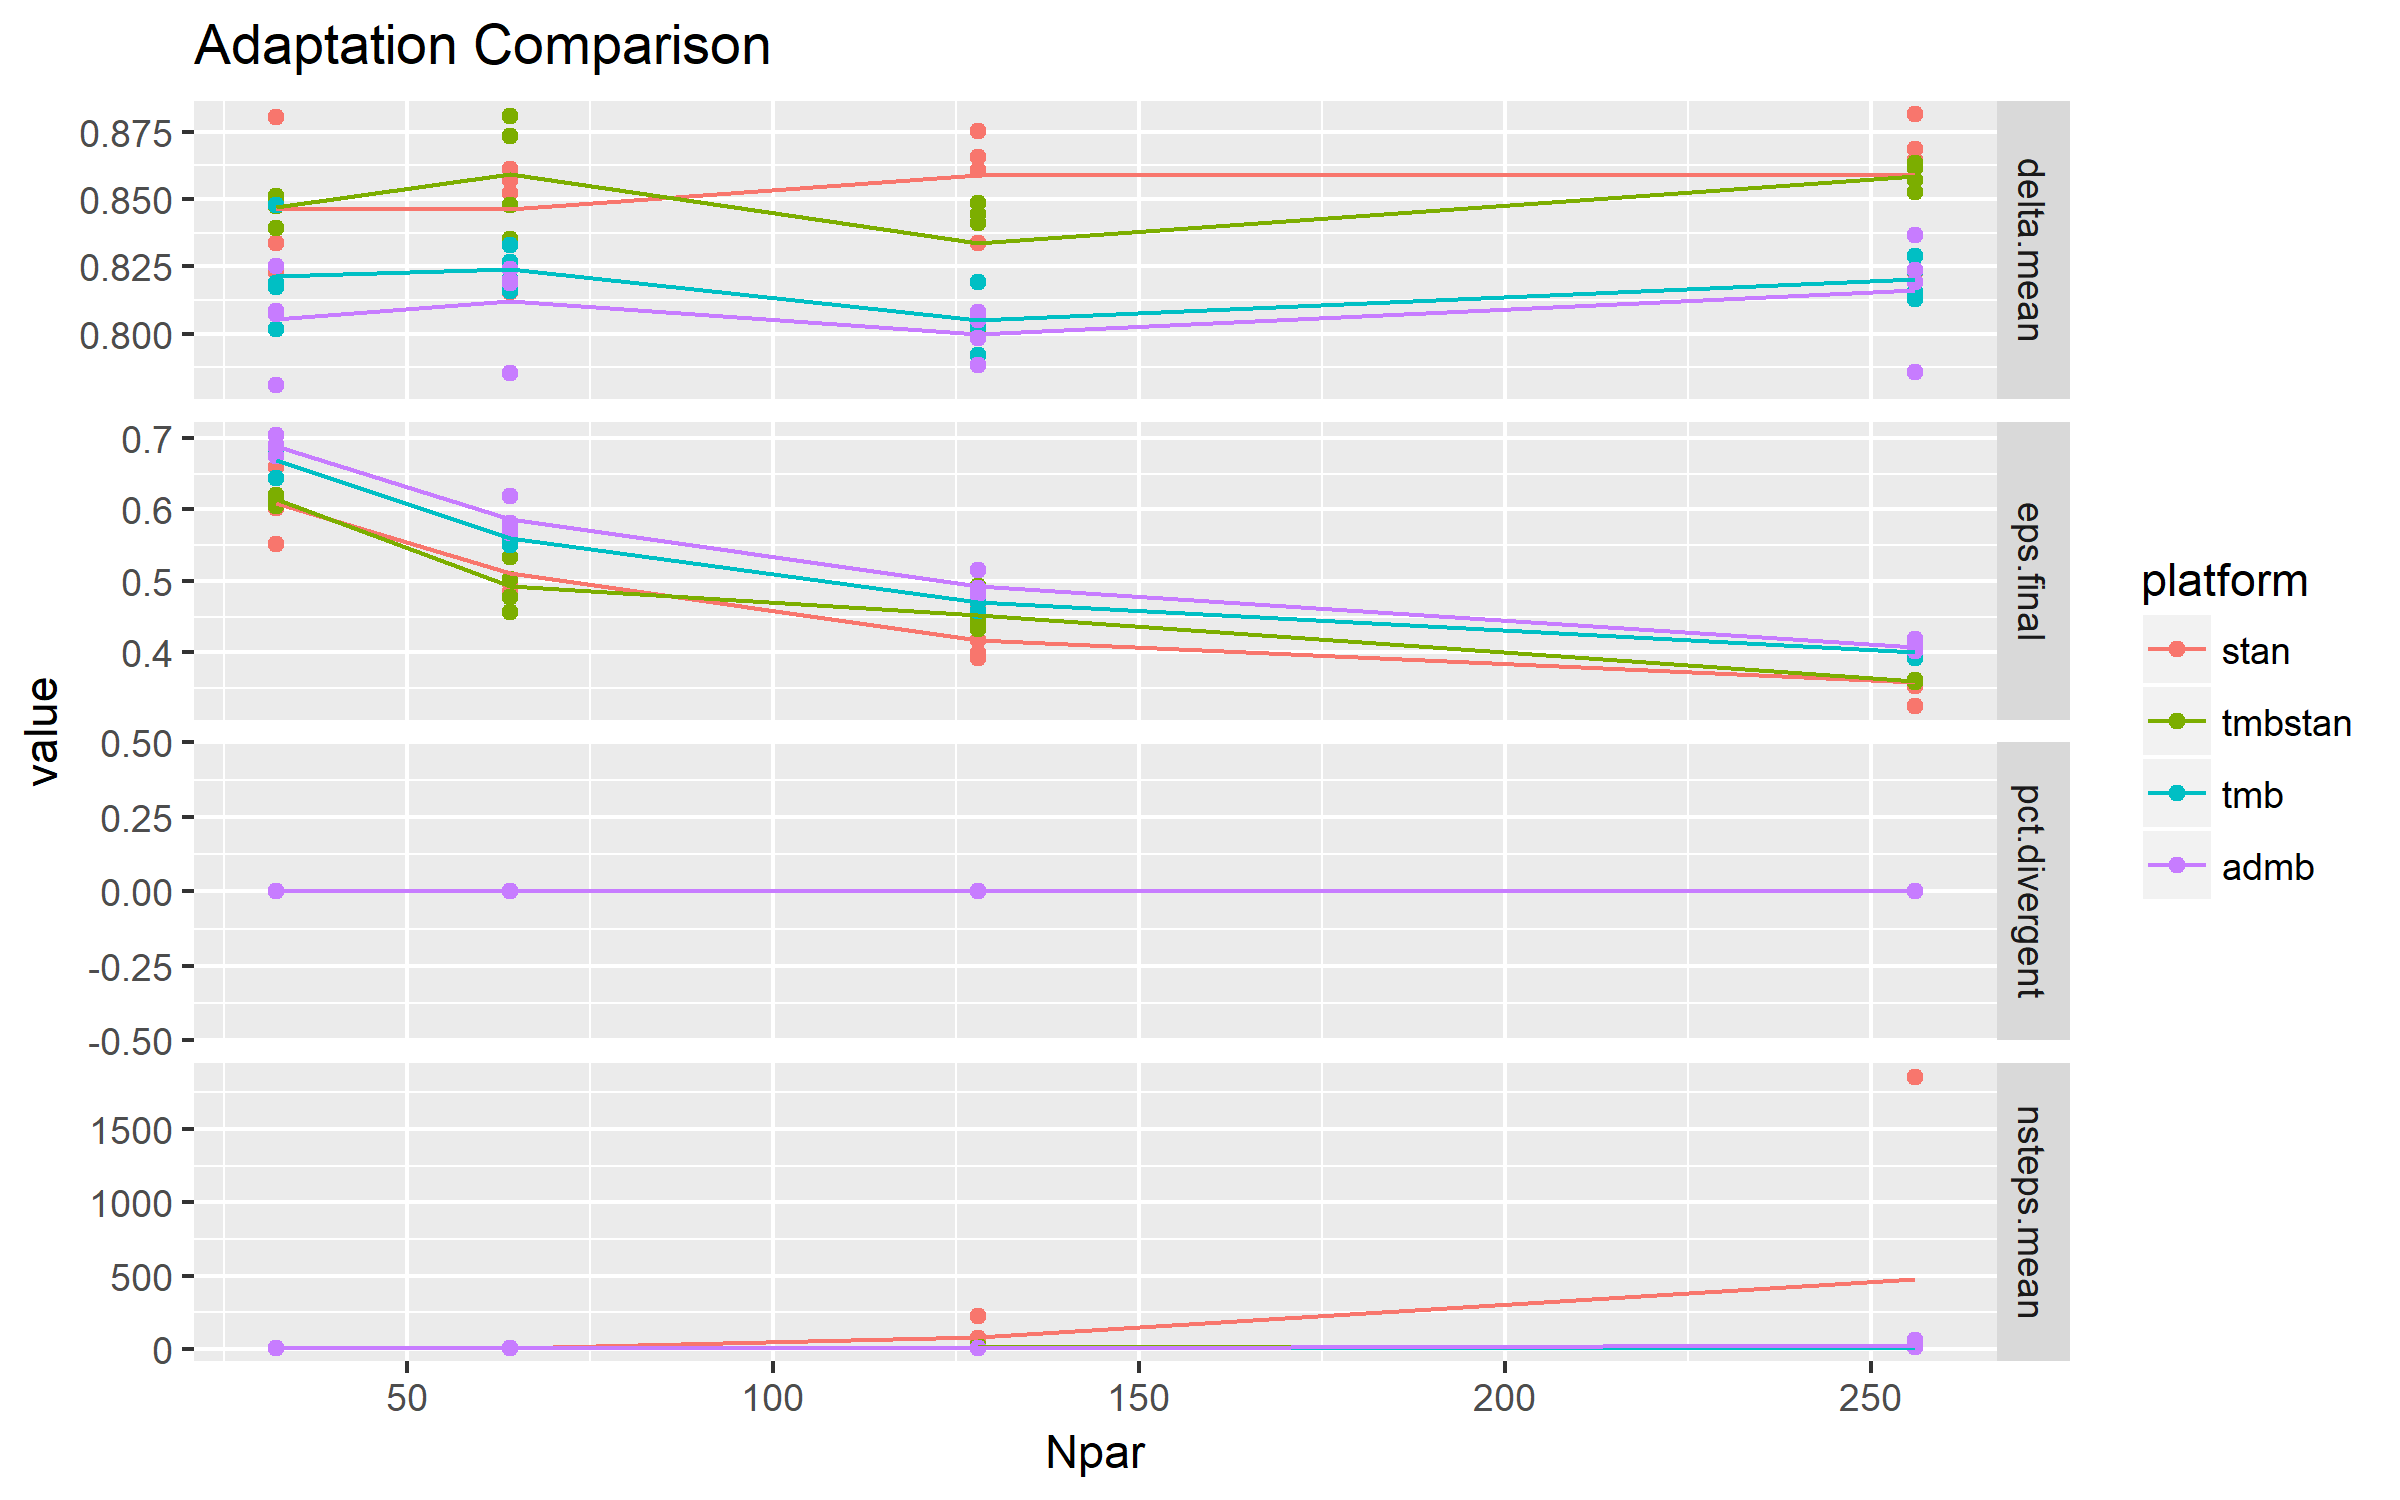 Adaptation Comparison
value
0.875
0.850
0.825
0.800
delta.mean
0.7
0.6
0.5
0.4
eps.final
0.50
0.25
0.00
-0.25
-0.50
pct.divergent
1500
1000
500
0
nsteps.mean
50 100 150 200 250
Npar
platform
stan
tmbstan
tmb
admb